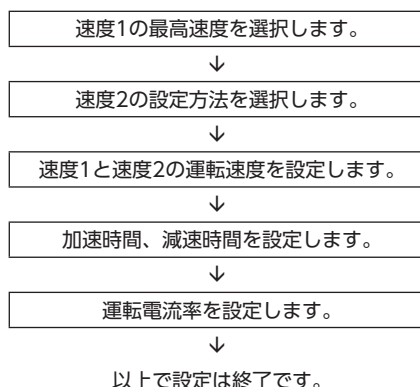 速度1の最高速度を選択します。
↓
速度2の設定方法を選択します。
↓
速度1と速度2の運転速度を設定します。
↓
加速時間、減速時間を設定します。
↓
運転電流率を設定します。
↓
以上で設定は終了です。